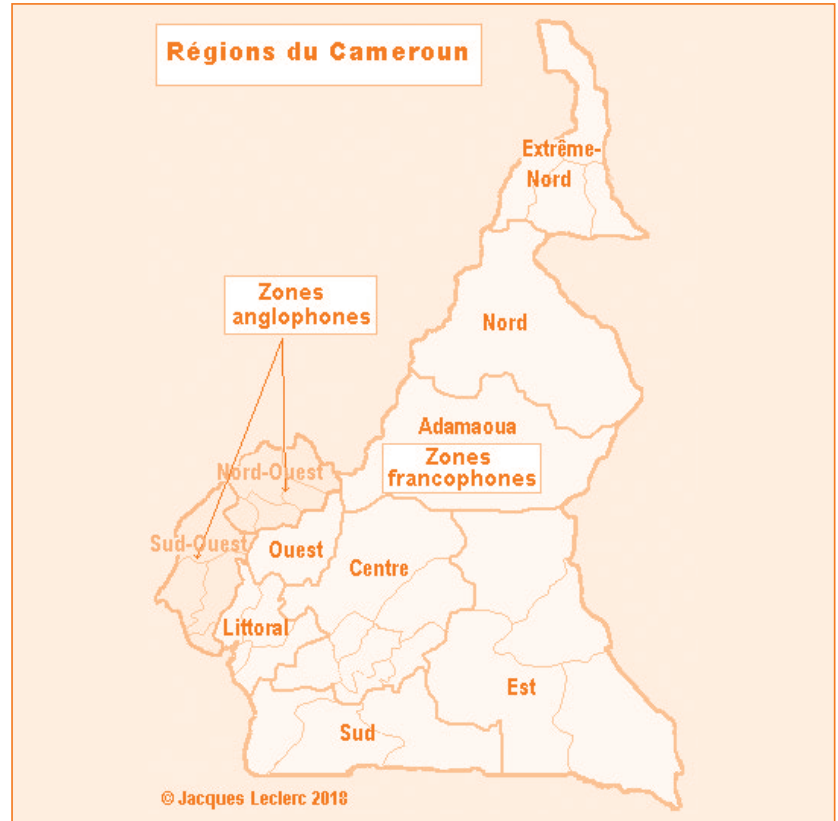 Régions du Cameroun
Extrême-
Nord
Zones
anglophones
Nord
Adamaoua
Zones
francophones
Nord-Ouest
Sud-Ouest
Ouest
Centre
Littoral
Est
Sud
© Jacques Leclerc 2018